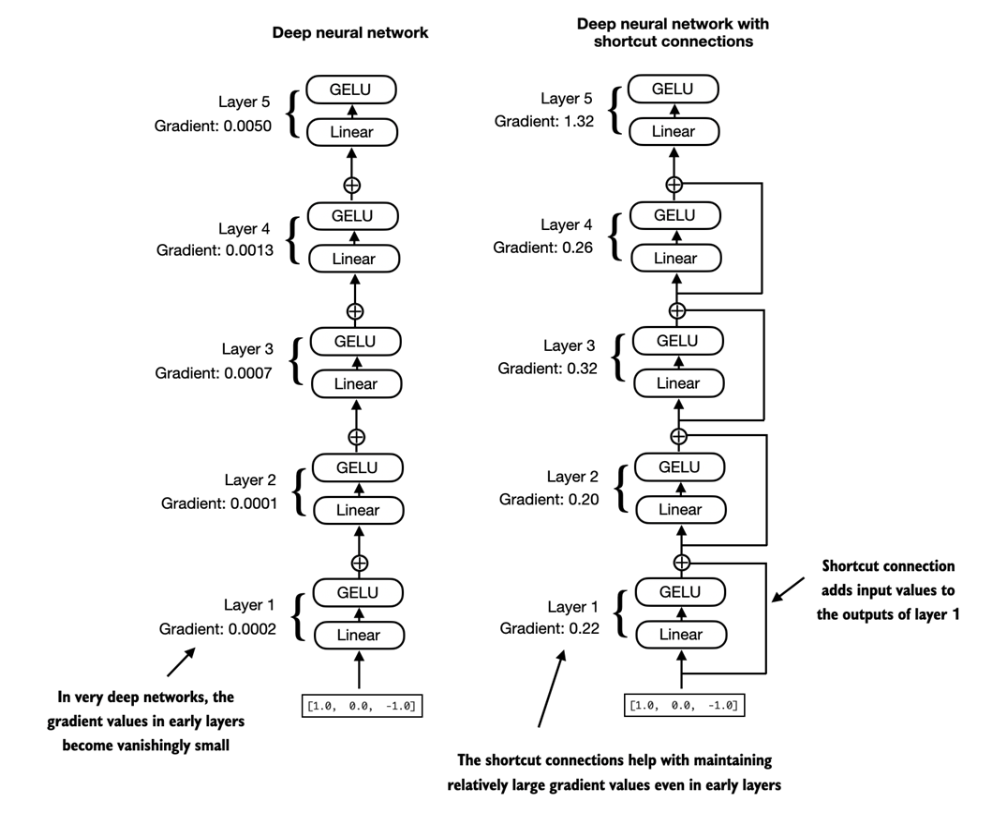 Deep neural network
Layer 5
Gradient: 0.0050
GELU
Linear
Layer 4
Gradient: 0.0013
GELU
Linear
Layer 3
Gradient: 0.0007
GELU
Linear
Layer 2
Gradient: 0.0001
GELU
Linear
Layer 1
Gradient: 0.0002
GELU
Linear
[1.0, 0.0, -1.0]
In very deep networks, the
gradient values in early layers
become vanishingly small
Deep neural network with
shortcut connections
Layer 5
Gradient: 1.32
GELU
Linear
Layer 4
Gradient: 0.26
GELU
Linear
Layer 3
Gradient: 0.32
GELU
Linear
Layer 2
Gradient: 0.20
GELU
Linear
Layer 1
Gradient: 0.22
GELU
Linear
[1.0, 0.0, -1.0]
Shortcut connection
adds input values to
the outputs of layer 1
The shortcut connections help with maintaining
relatively large gradient values even in early layers